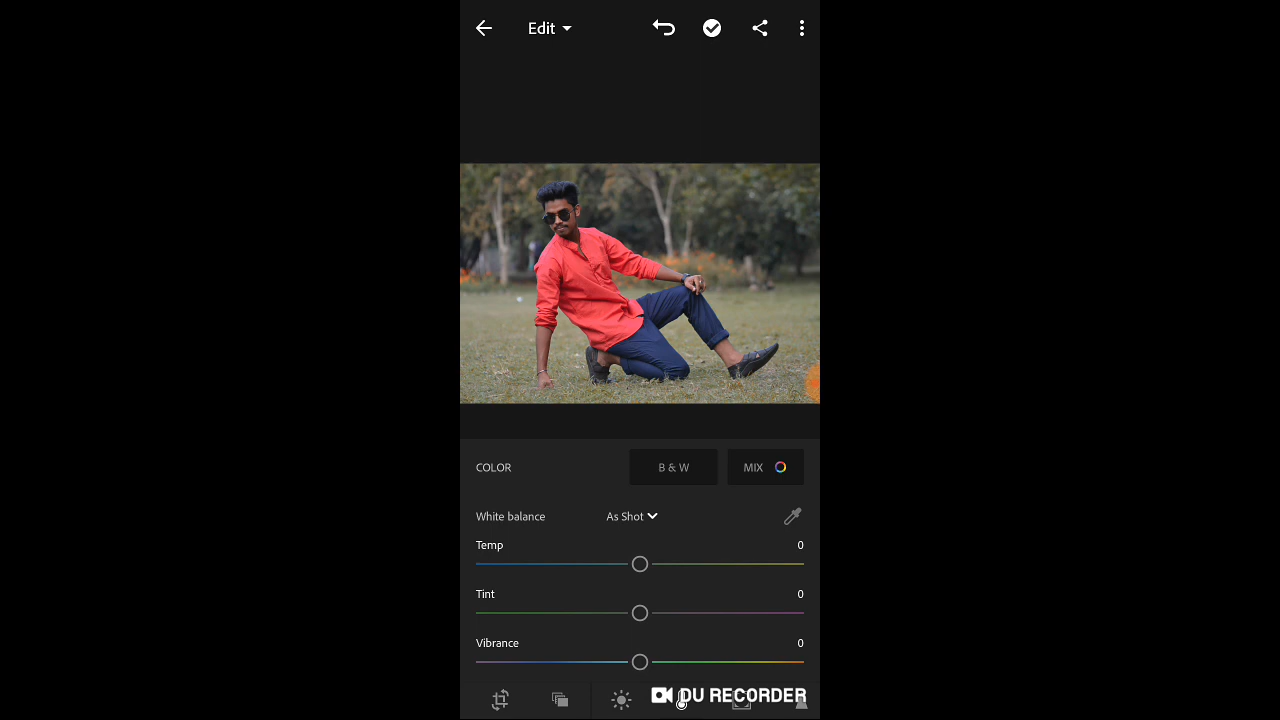 Edit
COLOR B & W MIX
White balance As Shot
Temp 0
Tint 0
Vibrance 0
DU RECORDER